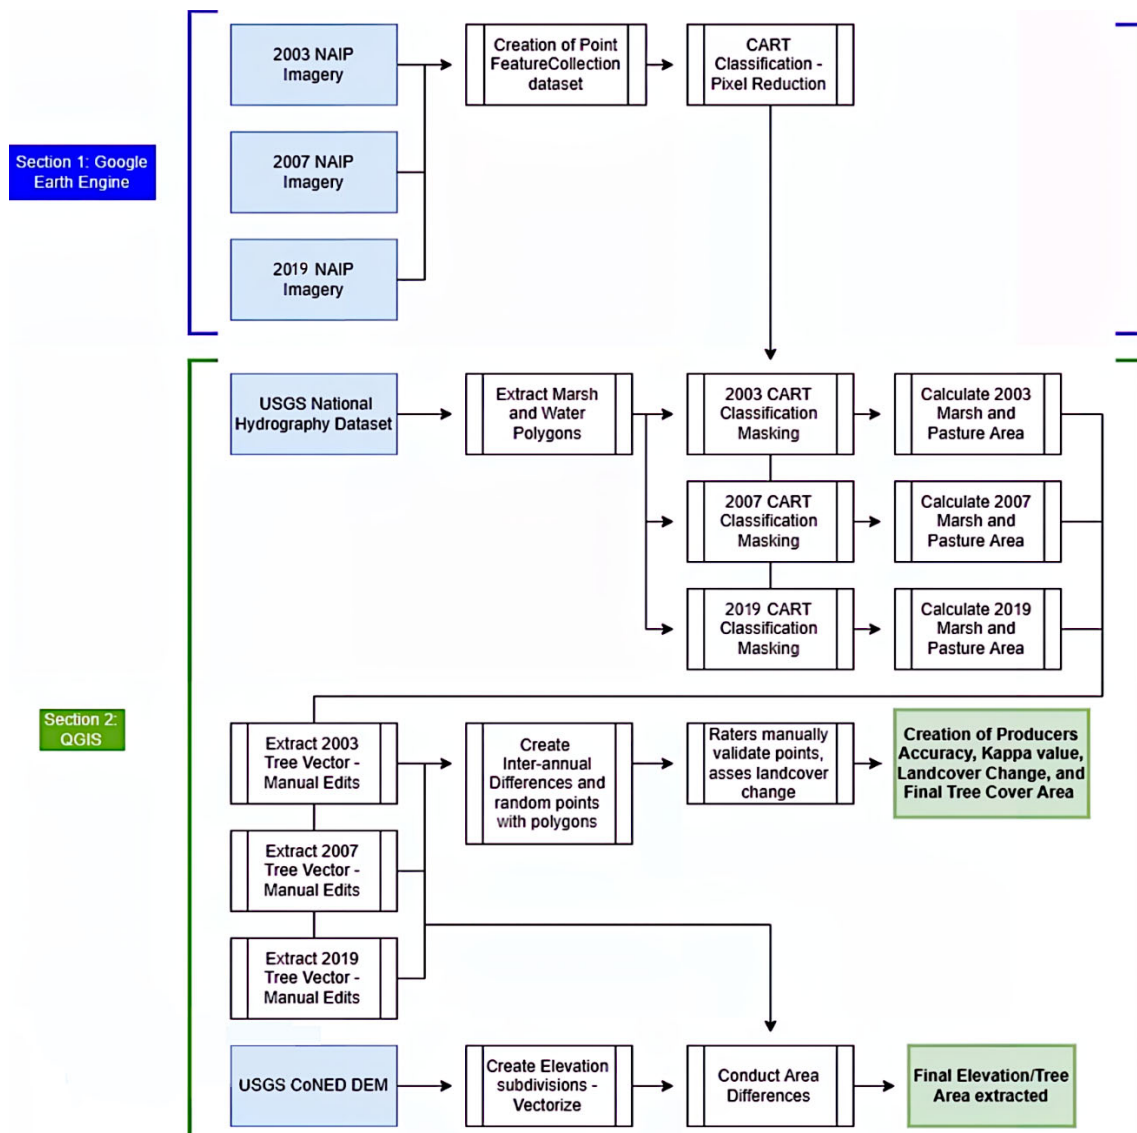 2003 NAIP
Imagery
Creation of Point
FeatureCollection
dataset
CART
Classification -
Pixel Reduction
Section 1: Google
Earth Engine
2007 NAIP
Imagery
2019 NAIP
Imagery
USGS National
Hydrography Dataset
Extract Marsh
and Water
Polygons
2003 CART
Classification
Masking
Calculate 2003
Marsh and
Pasture Area
2007 CART
Classification
Masking
Calculate 2007
Marsh and
Pasture Area
2019 CART
Classification
Masking
Calculate 2019
Marsh and
Pasture Area
Section 2:
QGIS
Extract 2003
Tree Vector -
Manual Edits
Create
Inter-annual
Differences and
random points
with polygons
Raters manually
validate points,
asses landcover
change
Creation of Producers
Accuracy, Kappa value,
Landcover Change, and
Final Tree Cover Area
Extract 2007
Tree Vector -
Manual Edits
Extract 2019
Tree Vector -
Manual Edits
USGS CoNED DEM
Create Elevation
subdivisions -
Vectorize
Conduct Area
Differences
Final Elevation/Tree
Area extracted